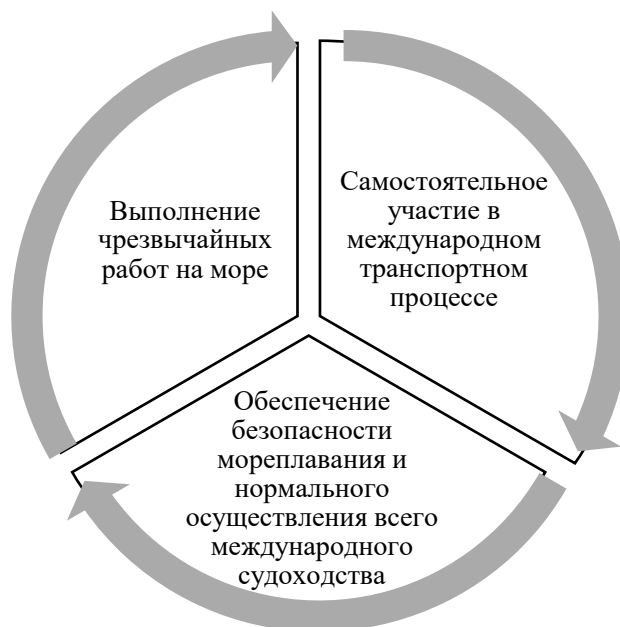 Выполнение
чрезвычайных
работ на море
Самостоятельное
участие в
международном
транспортном
процессе
Обеспечение
безопасности
мореплавания и
нормального
осуществления всего
международного
судоходства